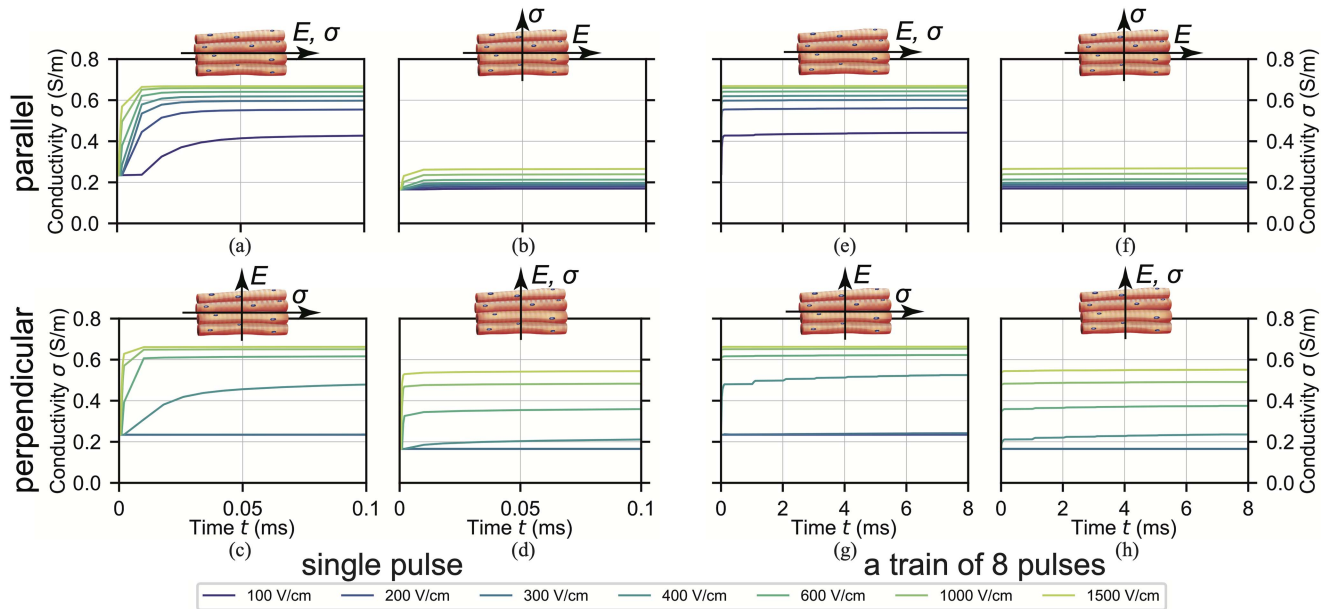 E, σ
σ
E
E, σ
σ
E
parallel
Conductivity σ (S/m)
0.8
0.6
0.4
0.2
0.0
(a)
(b)
(e)
(f)
0.8
0.6
0.4
0.2
0.0
Conductivity σ (S/m)
E
σ
E, σ
E
σ
E, σ
perpendicular
Conductivity σ (S/m)
0.8
0.6
0.4
0.2
0.0
0 0.05 0.1
Time t (ms)
(c)
0 0.05 0.1
Time t (ms)
(d)
0 2 4 6 8
Time t (ms)
(g)
0 2 4 6 8
Time t (ms)
(h)
0.8
0.6
0.4
0.2
0.0
Conductivity σ (S/m)
single pulse
a train of 8 pulses
100 V/cm 200 V/cm 300 V/cm 400 V/cm 600 V/cm 1000 V/cm 1500 V/cm